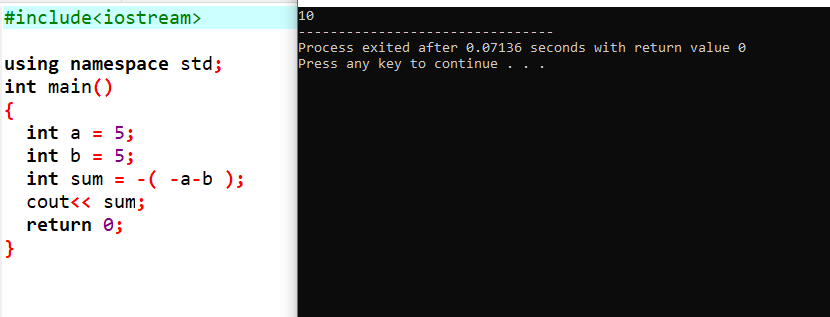 #include<iostream>
using namespace std;
int main()
{
int a = 5;
int b = 5;
int sum = -( -a-b );
cout<< sum;
return 0;
}
10
--------------------------------
Process exited after 0.07136 seconds with return value 0
Press any key to continue . . .